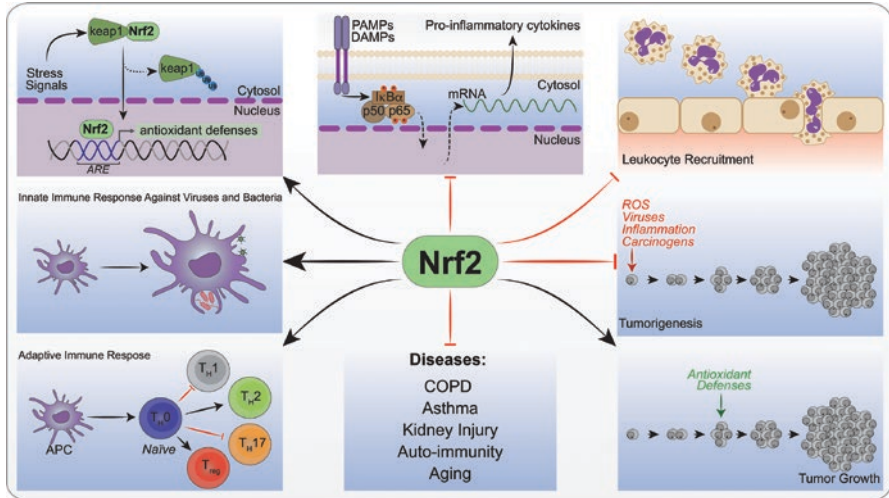 keap1 Nrf2
Stress
Signals
keap1
Cytosol
Nucleus
Nrf2
antioxidant defenses
ARE
PAMPs
DAMPs
Pro-inflammatory cytokines
IκBα
p50 p65
mRNA
Cytosol
Nucleus
Leukocyte Recruitment
Innate Immune Response Against Viruses and Bacteria
Nrf2
ROS
Viruses
Inflammation
Carcinogens
Tumorigenesis
Adaptive Immune Respose
APC
TH0
Naïve
TH1
TH2
TH17
Treg
Diseases:
COPD
Asthma
Kidney Injury
Auto-immunity
Aging
Antioxidant
Defenses
Tumor Growth